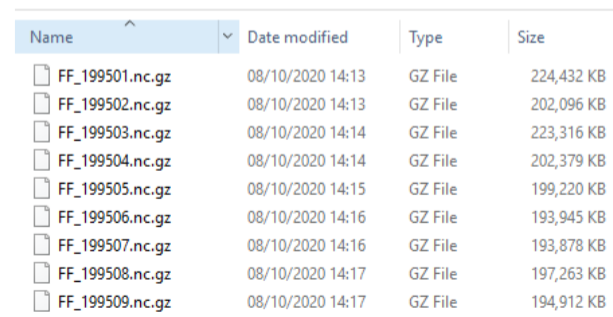 Name Date modified Type Size
FF_199501.nc.gz 08/10/2020 14:13 GZ File 224,432 KB
FF_199502.nc.gz 08/10/2020 14:13 GZ File 202,096 KB
FF_199503.nc.gz 08/10/2020 14:14 GZ File 223,316 KB
FF_199504.nc.gz 08/10/2020 14:14 GZ File 202,379 KB
FF_199505.nc.gz 08/10/2020 14:15 GZ File 199,220 KB
FF_199506.nc.gz 08/10/2020 14:16 GZ File 193,945 KB
FF_199507.nc.gz 08/10/2020 14:16 GZ File 193,878 KB
FF_199508.nc.gz 08/10/2020 14:17 GZ File 197,263 KB
FF_199509.nc.gz 08/10/2020 14:17 GZ File 194,912 KB